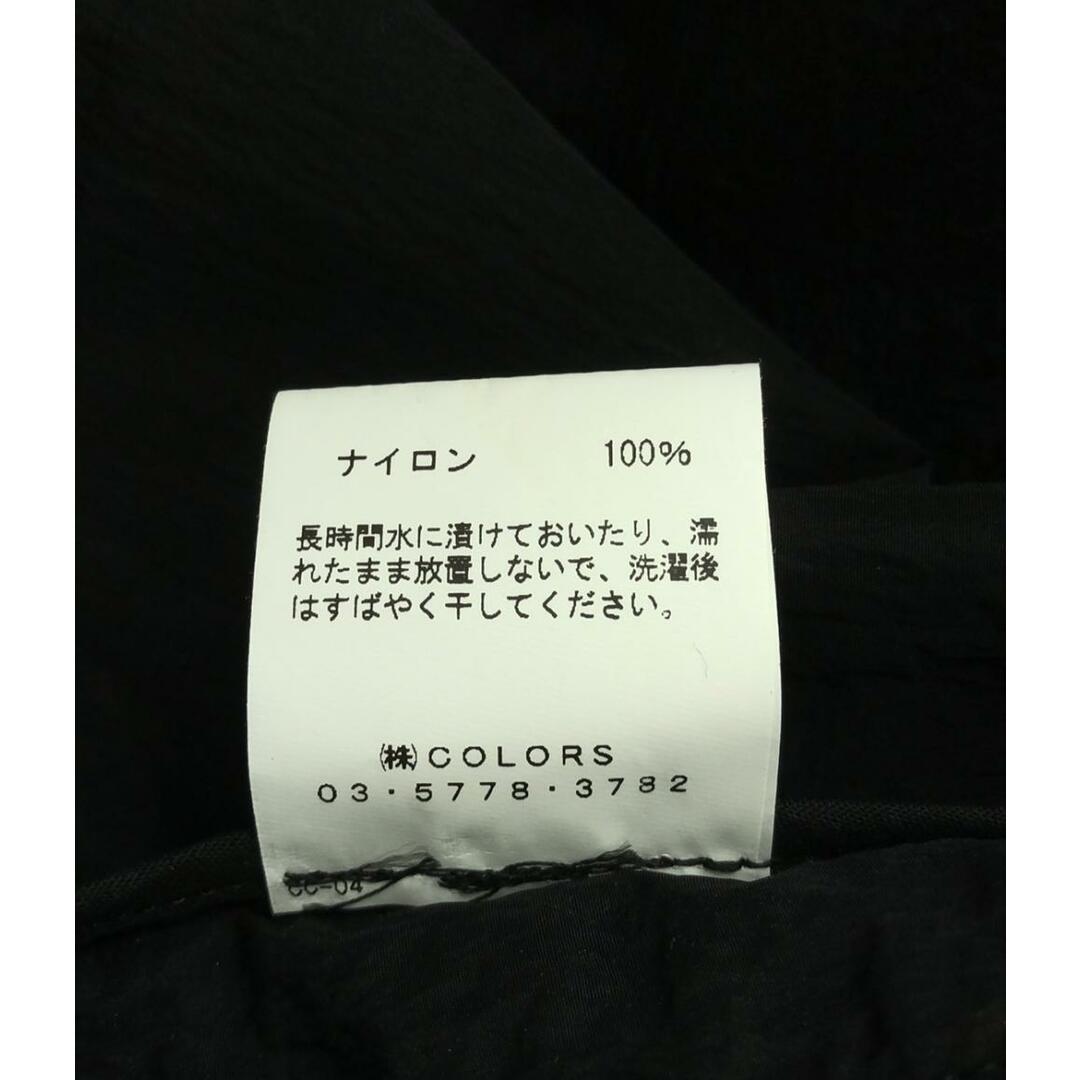 ナイロン 100%
長時間水に漬けておいたり、濡
れたまま放置しないで、洗濯後
はすばやく干してください。
㈱COLORS
03・5778・3782
CC-04